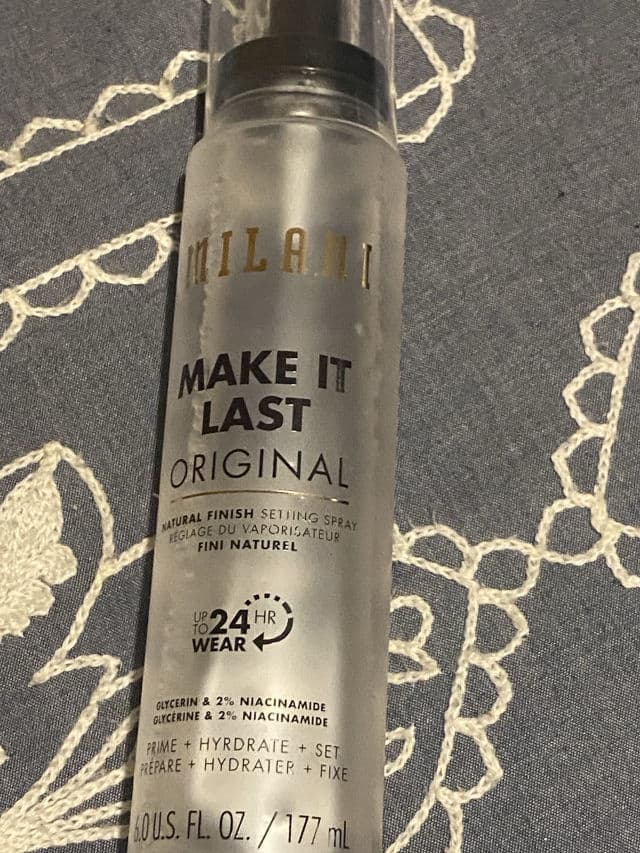 MILANI
MAKE IT
LAST
ORIGINAL
NATURAL FINISH SETTING SPRAY
RÉGLAGE DU VAPORISATEUR
FINI NATUREL
UP TO 24 HR
WEAR
GLYCERIN & 2% NIACINAMIDE
GLYCÉRINE & 2% NIACINAMIDE
PRIME + HYRDRATE + SET
PRÉPARE + HYDRATER + FIXE
6.0 U.S. FL. OZ. / 177 mL